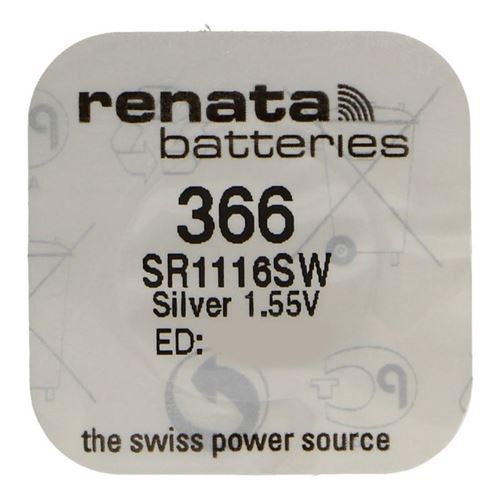 renata
batteries
366
SR1116SW
Silver 1.55V
ED:
the swiss power source